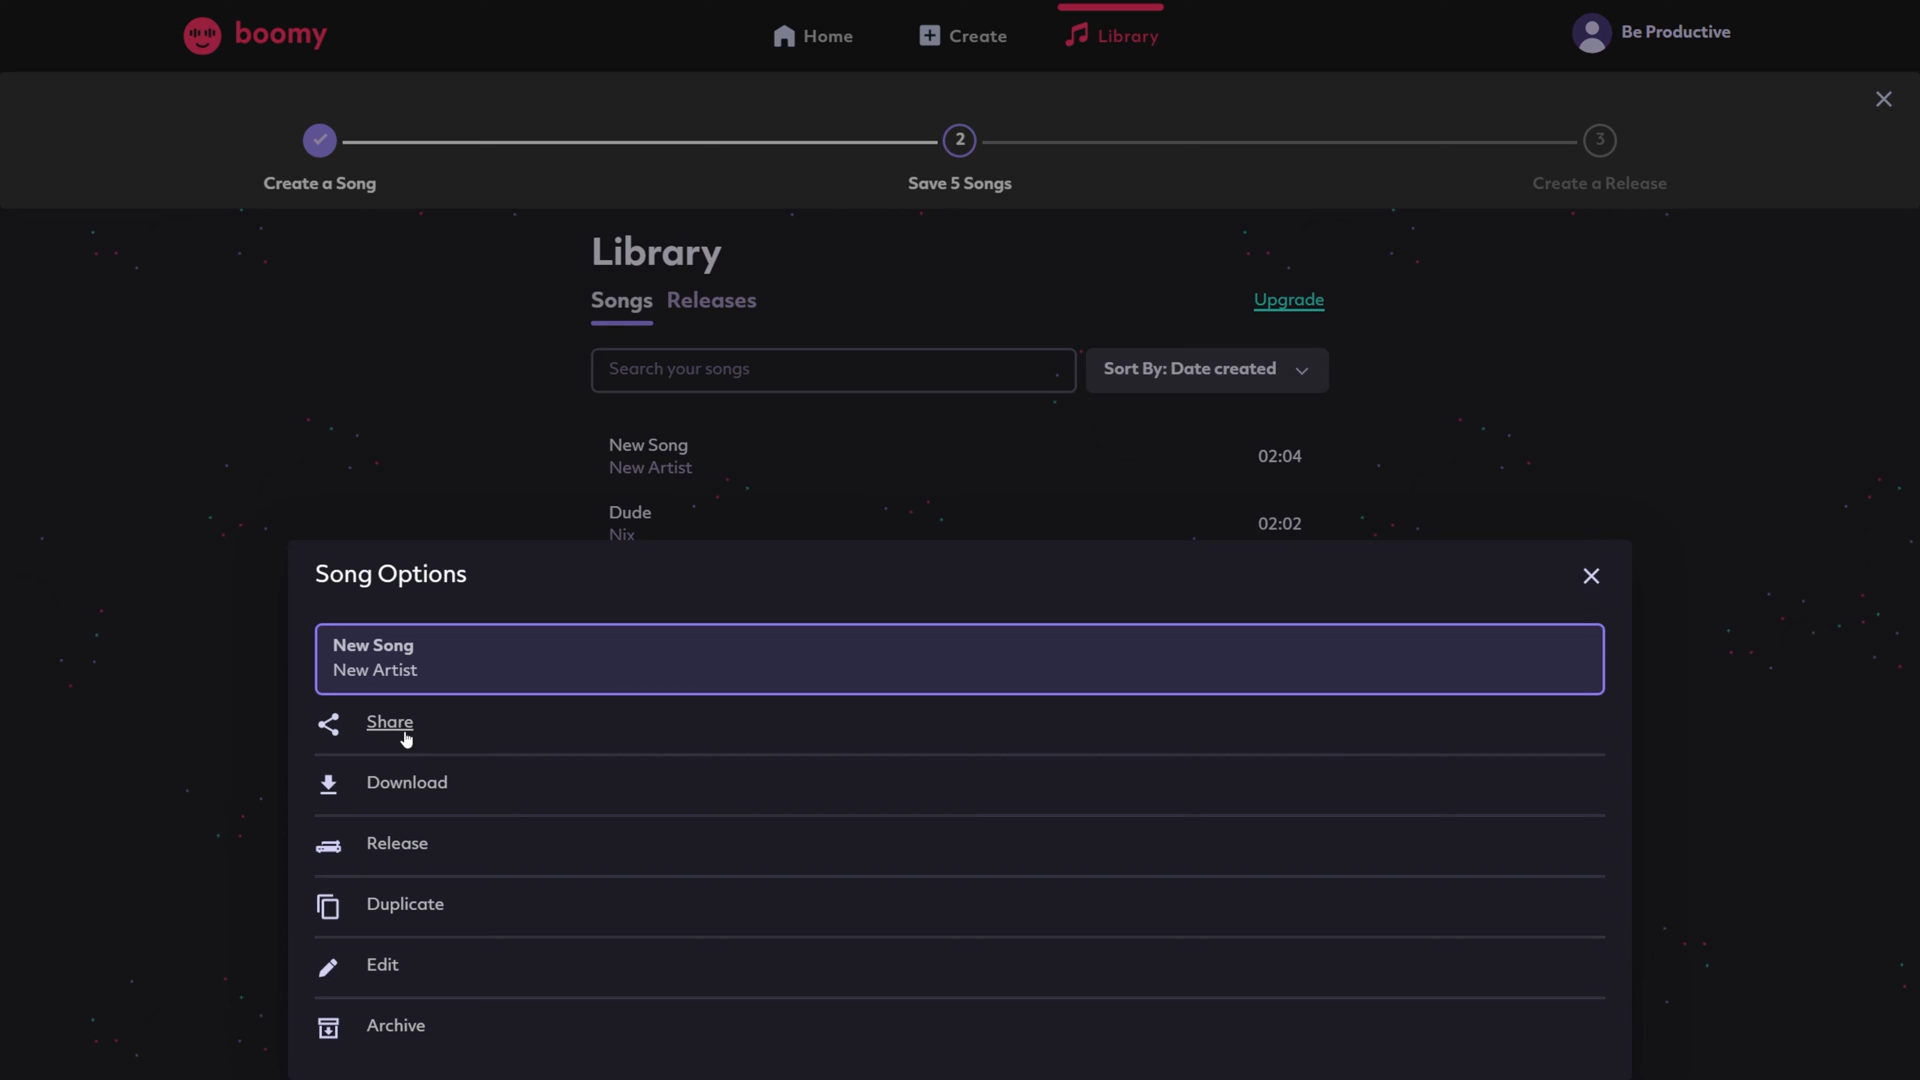 boomy
Home
Create
Library
Be Productive
2
3
Create a Song
Save 5 Songs
Create a Release
Library
Songs
Releases
Upgrade
Search your songs
Sort By: Date created
New Song
New Artist
02:04
Dude
Nix
02:02
Song Options
New Song
New Artist
Share
Download
Release
Duplicate
Edit
Archive